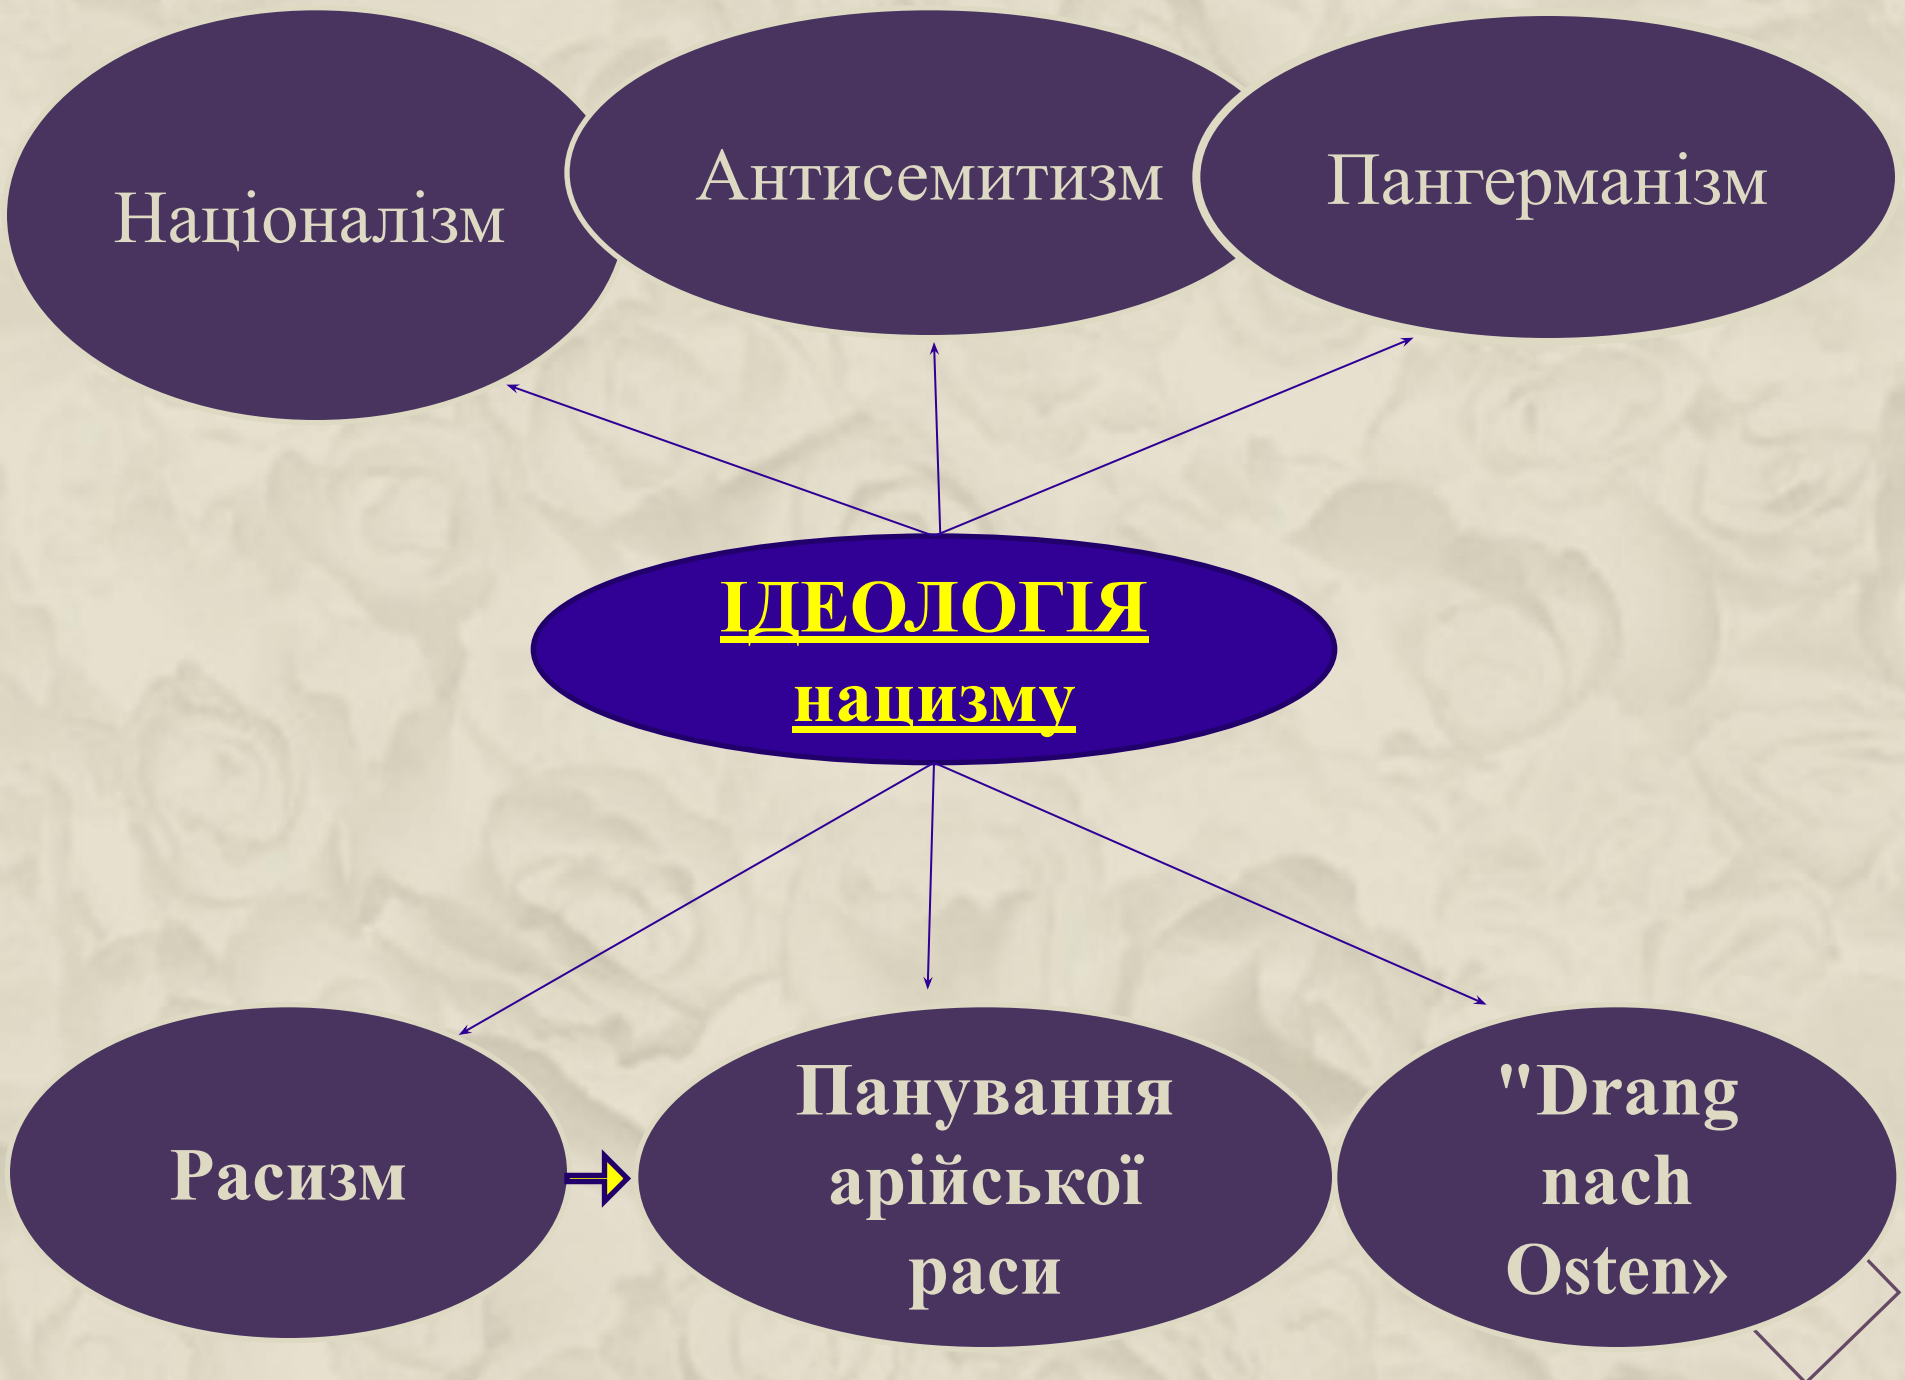 Націоналізм
Антисемитизм
Пангерманізм
ІДЕОЛОГІЯ
нацизму
Расизм
Панування
арійської
раси
"Drang
nach
Osten»